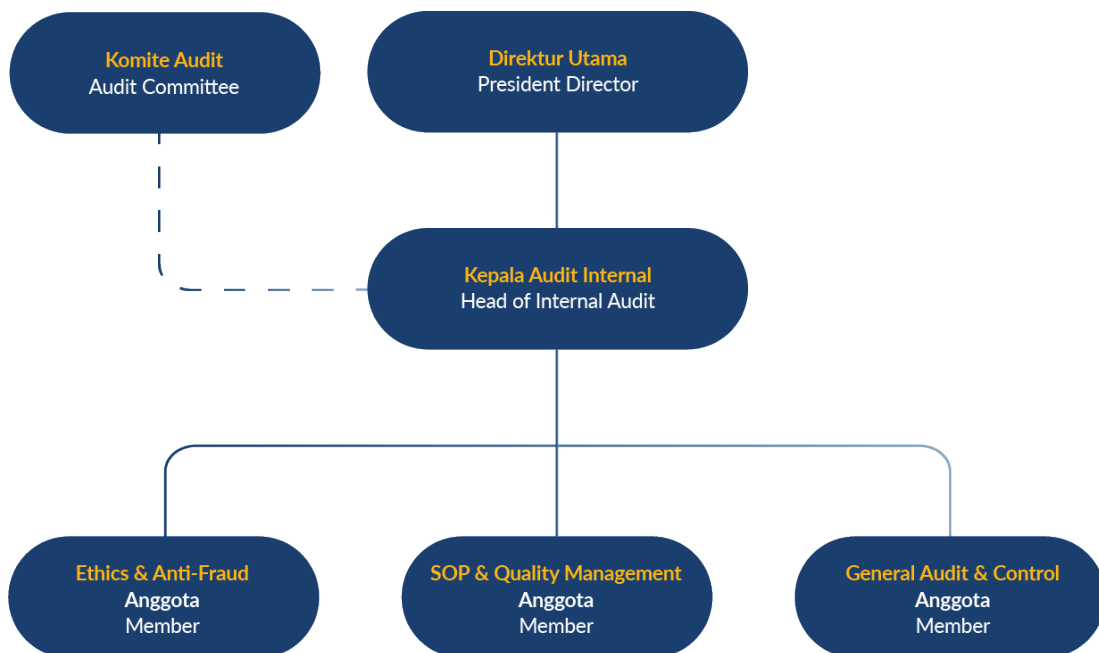 Komite Audit
Audit Committee
Direktur Utama
President Director
Kepala Audit Internal
Head of Internal Audit
Ethics & Anti-Fraud
Anggota
Member
SOP & Quality Management
Anggota
Member
General Audit & Control
Anggota
Member